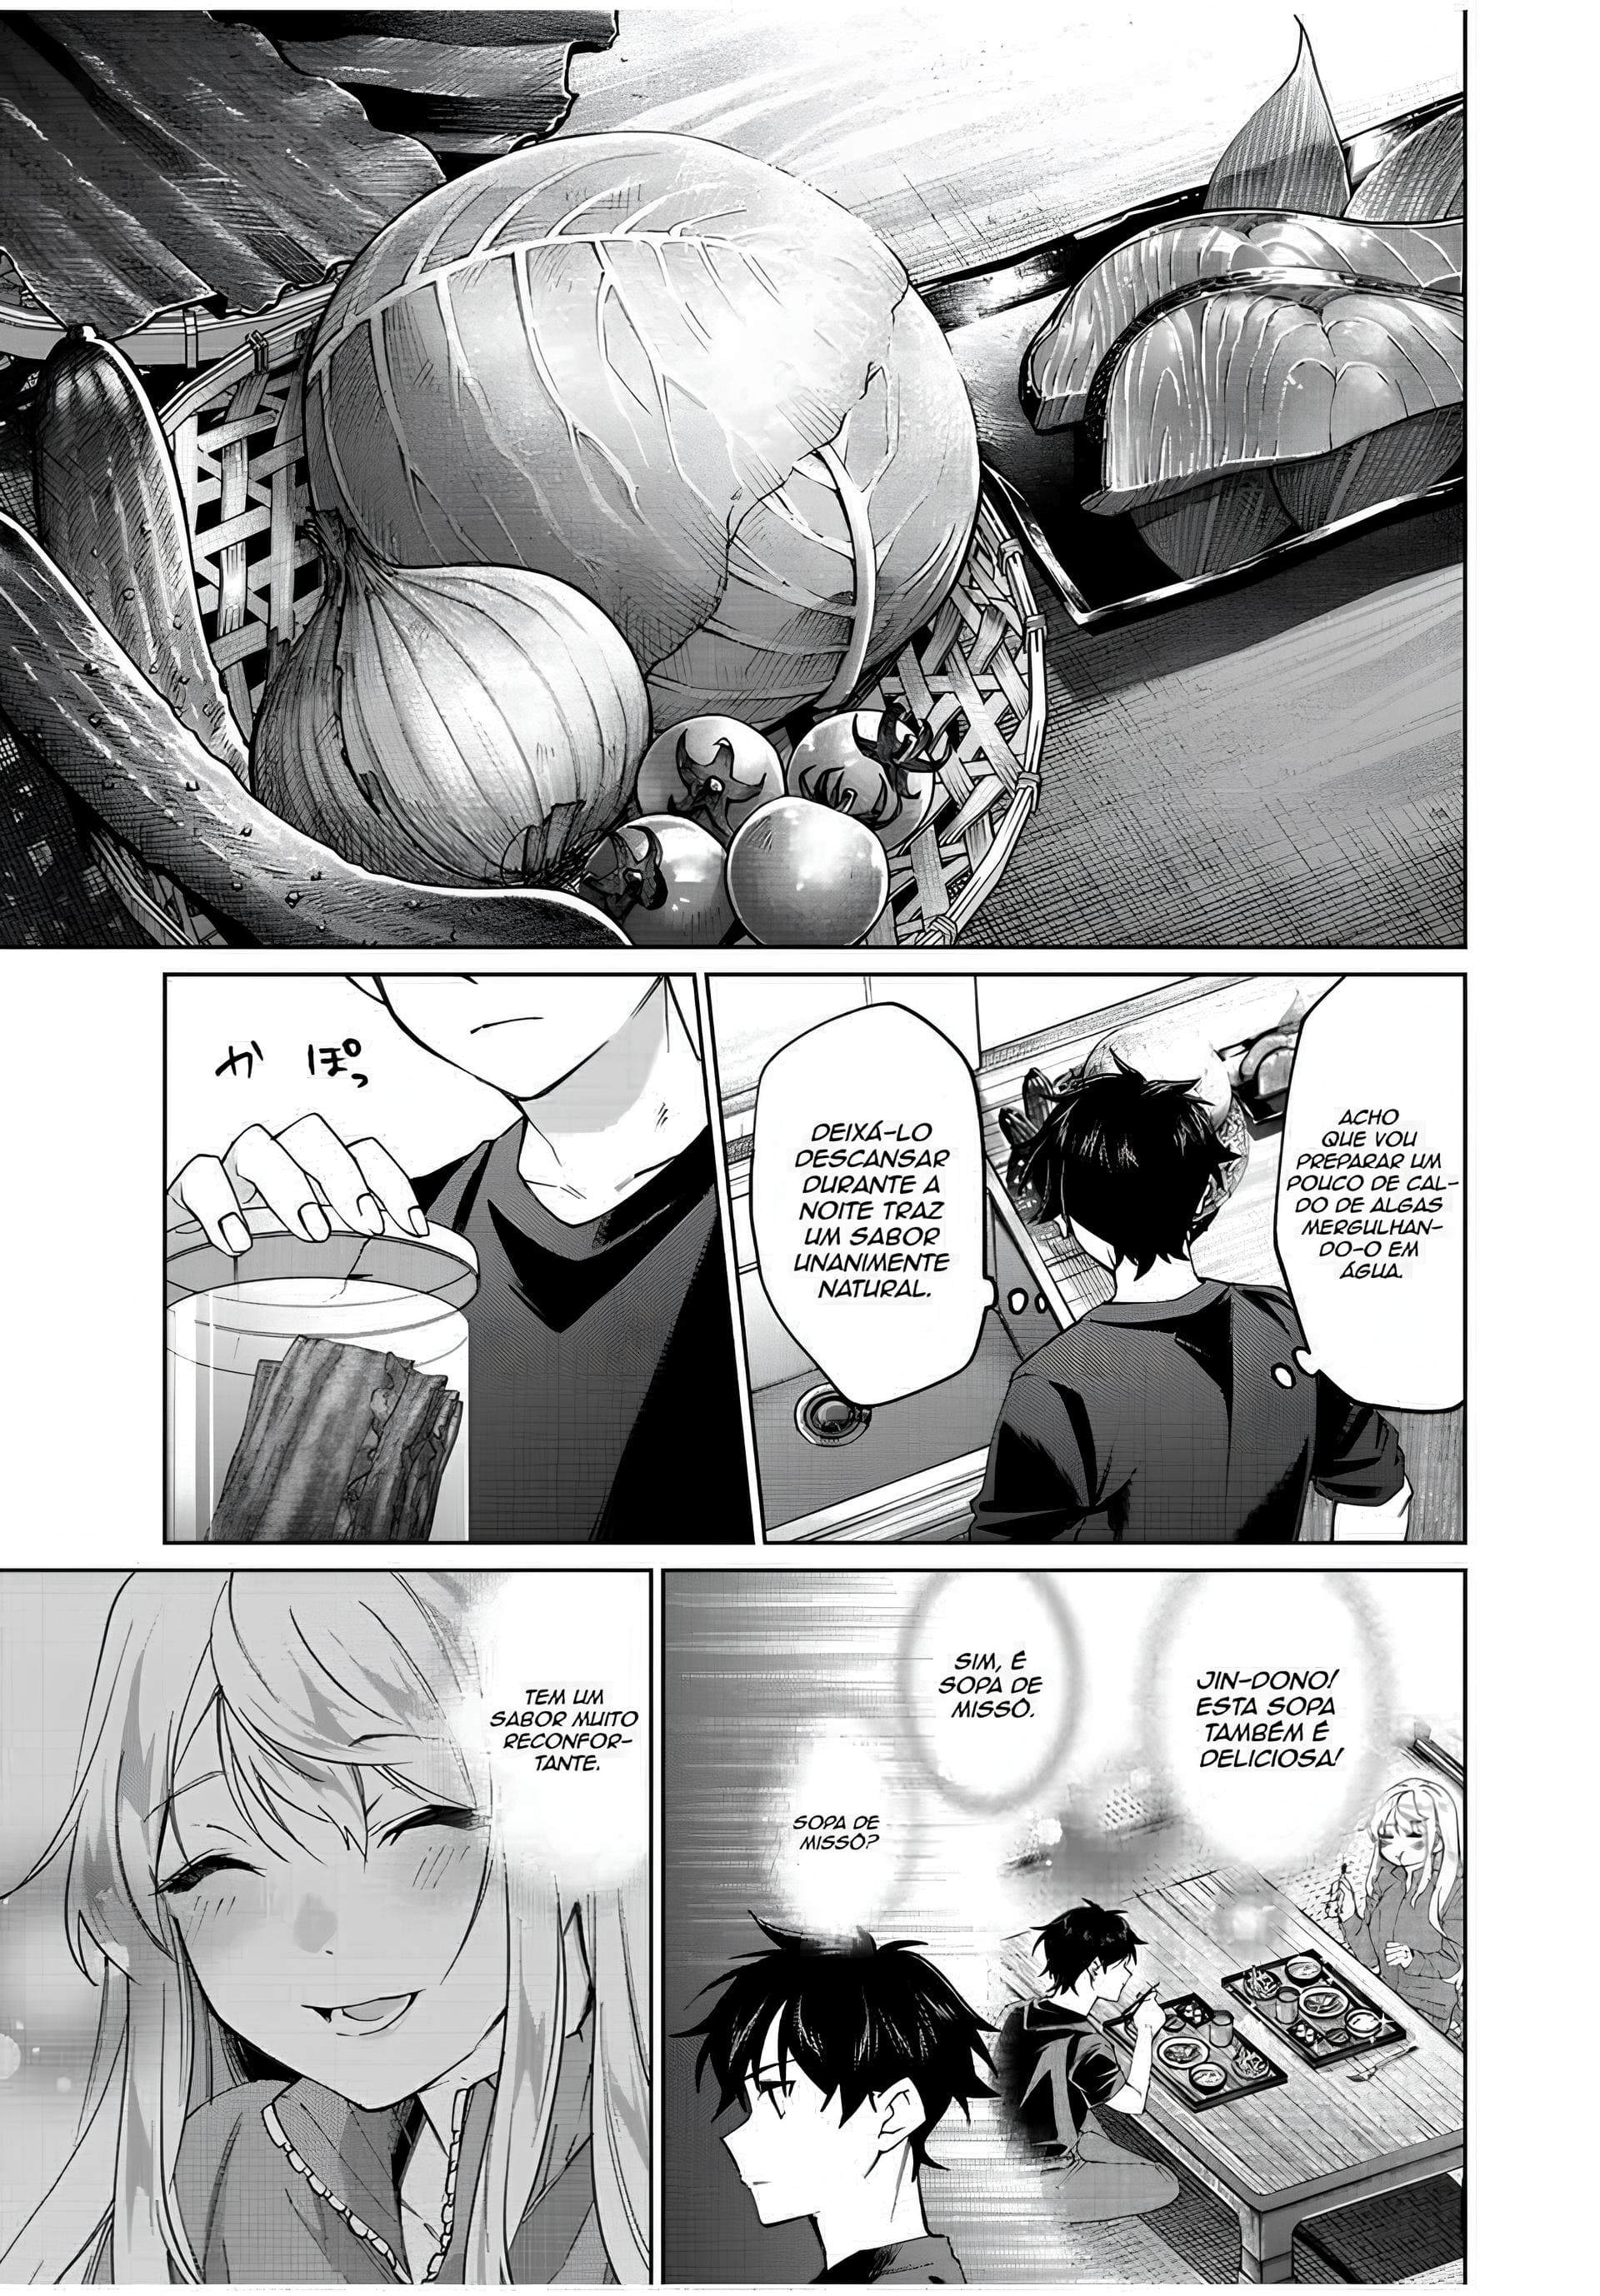 ACHO
QUE VOU
PREPARAR UM
POUCO DE CAL-
DO DE ALGAS
MERGULHAN-
DO-O EM
ÁGUA.
DEIXÁ-LO
DESCANSAR
DURANTE A
NOITE TRAZ
UM SABOR
UNANIMENTE
NATURAL.
か ぽっ
JIN-DONO!
ESTA SOPA
TAMBÉM É
DELICIOSA!
SIM, É
SOPA DE
MISSÔ.
SOPA DE
MISSÔ?
TEM UM
SABOR MUITO
RECONFOR-
TANTE.